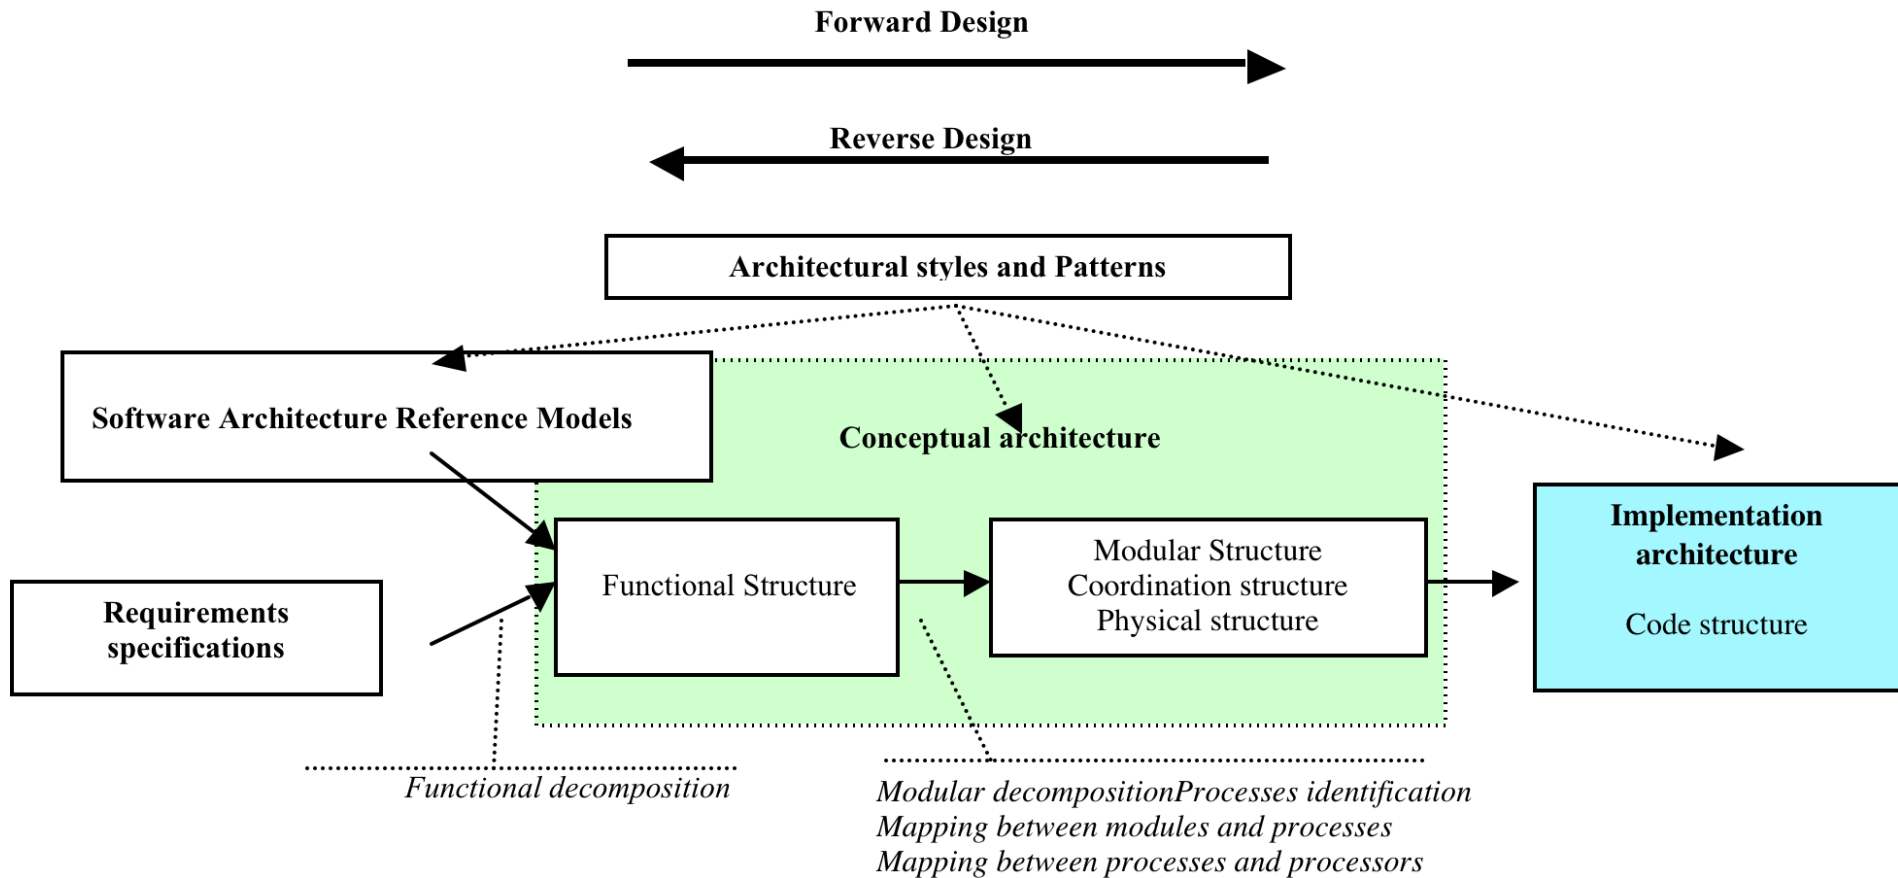 Forward Design
Reverse Design
Architectural styles and Patterns
Software Architecture Reference Models
Conceptual architecture
Requirements
specifications
Functional Structure
Modular Structure
Coordination structure
Physical structure
Implementation
architecture
Code structure
Functional decomposition
Modular decompositionProcesses identification
Mapping between modules and processes
Mapping between processes and processors